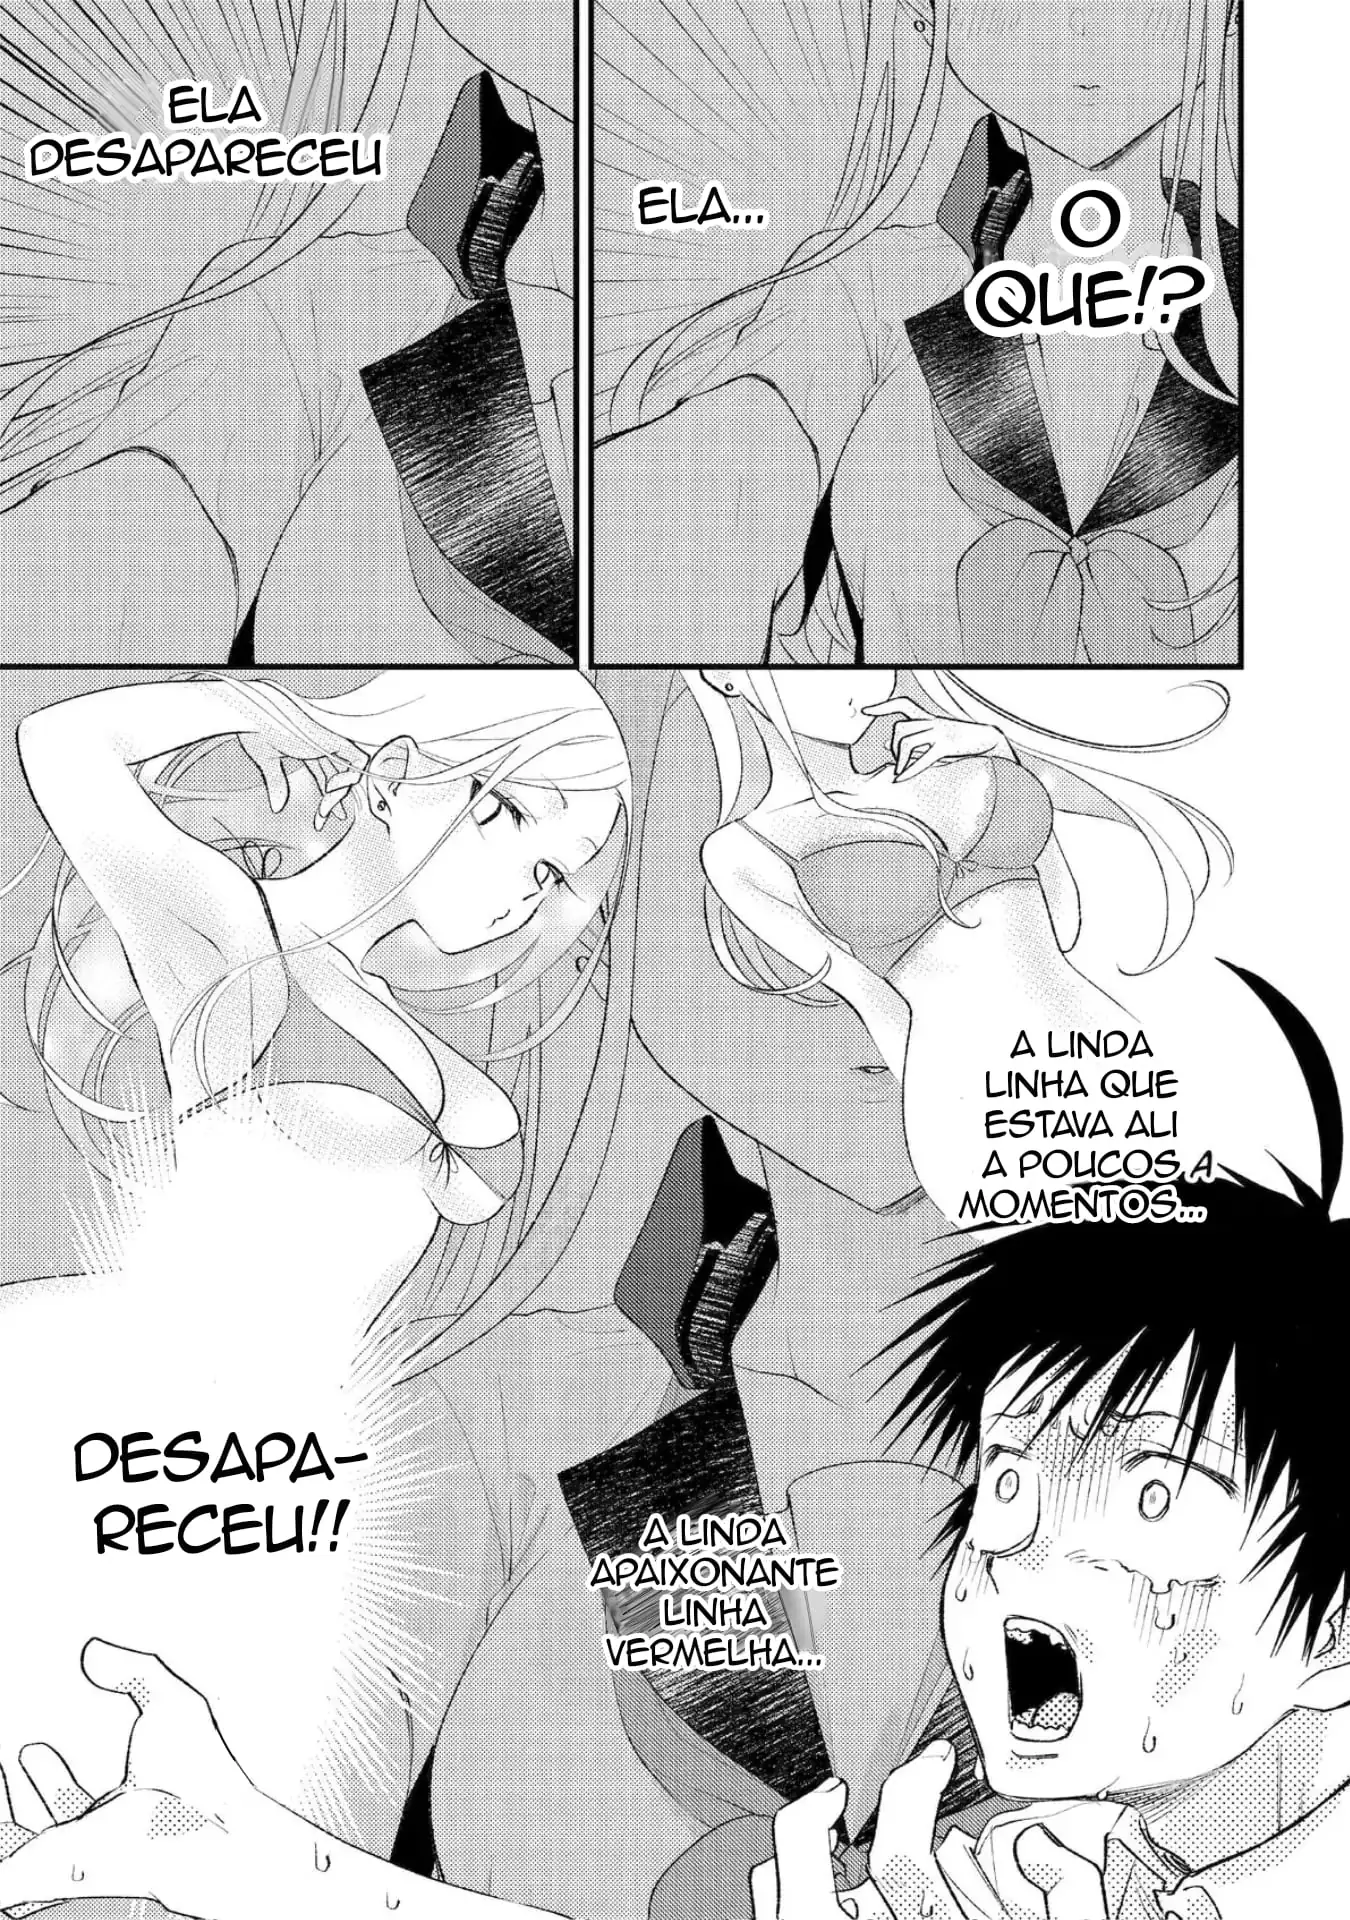 O
QUE!?
ELA...
ELA
DESAPARECEU
A LINDA
LINHA QUE
ESTAVA ALI
A POUCOS A
MOMENTOS...
A LINDA
APAIXONANTE
LINHA
VERMELHA...
DESAPA-
RECEU!!